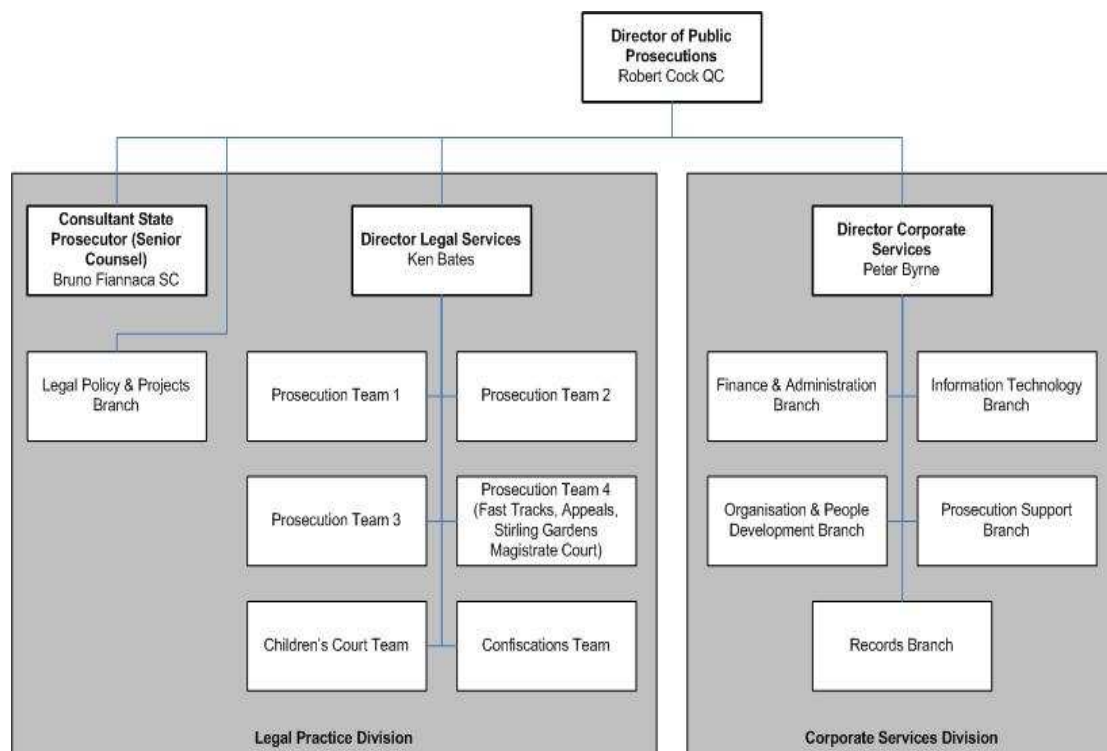 Director of Public
Prosecutions
Robert Cock QC
Consultant State
Prosecutor (Senior
Counsel)
Bruno Fiannaca SC
Director Legal Services
Ken Bates
Director Corporate
Services
Peter Byrne
Legal Policy & Projects
Branch
Prosecution Team 1
Prosecution Team 2
Finance & Administration
Branch
Information Technology
Branch
Prosecution Team 3
Prosecution Team 4
(Fast Tracks, Appeals,
Stirling Gardens
Magistrate Court)
Organisation & People
Development Branch
Prosecution Support
Branch
Children's Court Team
Confiscations Team
Records Branch
Legal Practice Division
Corporate Services Division